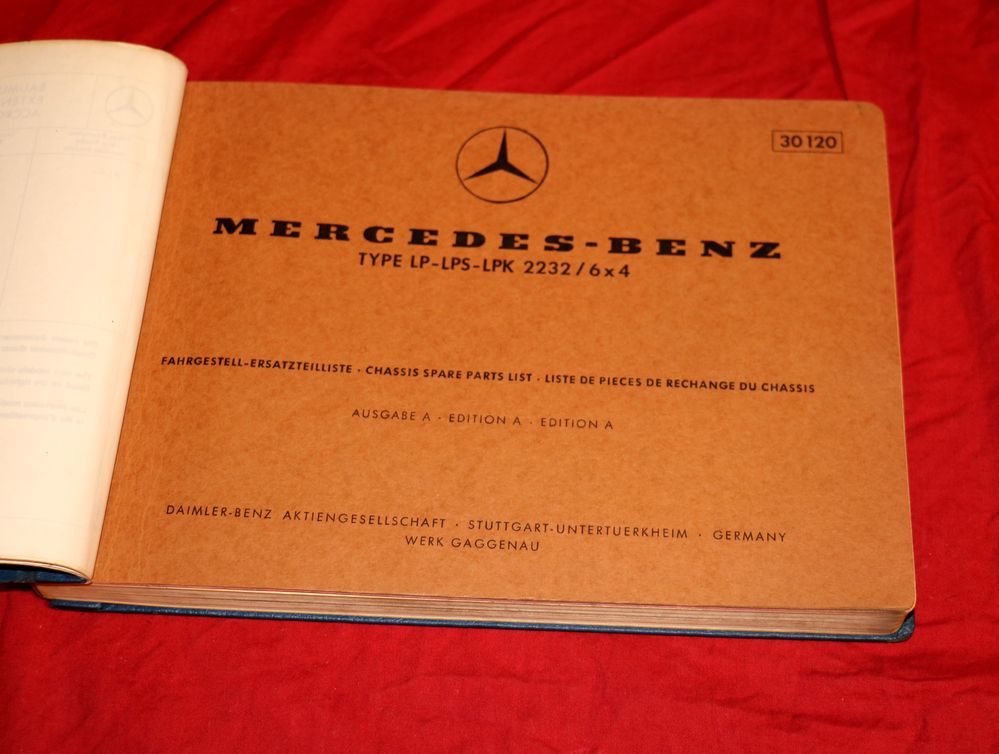 30 120
MERCEDES-BENZ
TYPE LP-LPS-LPK 2232/6x4
FAHRGESTELL-ERSATZTEILLISTE · CHASSIS SPARE PARTS LIST · LISTE DE PIECES DE RECHANGE DU CHASSIS
AUSGABE A · EDITION A · EDITION A
DAIMLER-BENZ AKTIENGESELLSCHAFT · STUTTGART-UNTERTUERKHEIM · GERMANY
WERK GAGGENAU